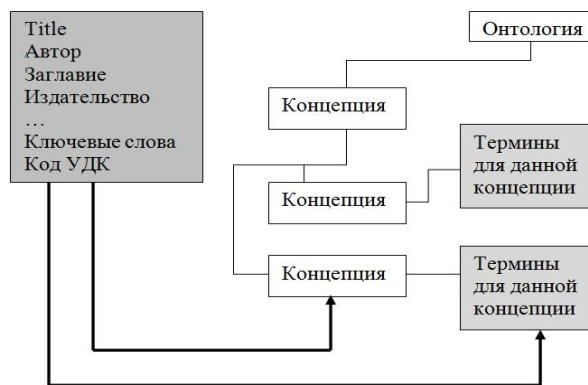 Title
Автор
Заглавие
Издательство
…
Ключевые слова
Код УДК
Онтология
Концепция
Концепция
Термины
для данной
концепции
Концепция
Термины
для данной
концепции